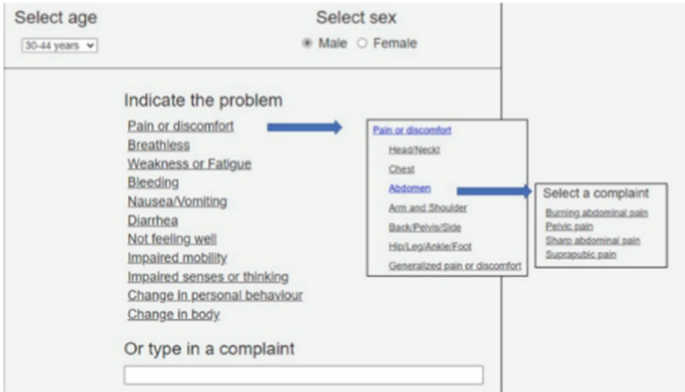 Select age
Select sex
30-44 years
Male
Female
Indicate the problem
Pain or discomfort
Breathless
Weakness or Fatigue
Bleeding
Nausea/Vomiting
Diarrhea
Not feeling well
Impaired mobility
Impaired senses or thinking
Change in personal behaviour
Change in body
Or type in a complaint
Pain or discomfort
Head/Neckt
Chest
Abdomen
Arm and Shoulder
Back/Pelvis/Side
Hip/Leg/Ankle/Foot
Generalized pain or discomfort
Select a complaint
Burning abdominal pain
Pelvic pain
Sharp abdominal pain
Suprapubic pain